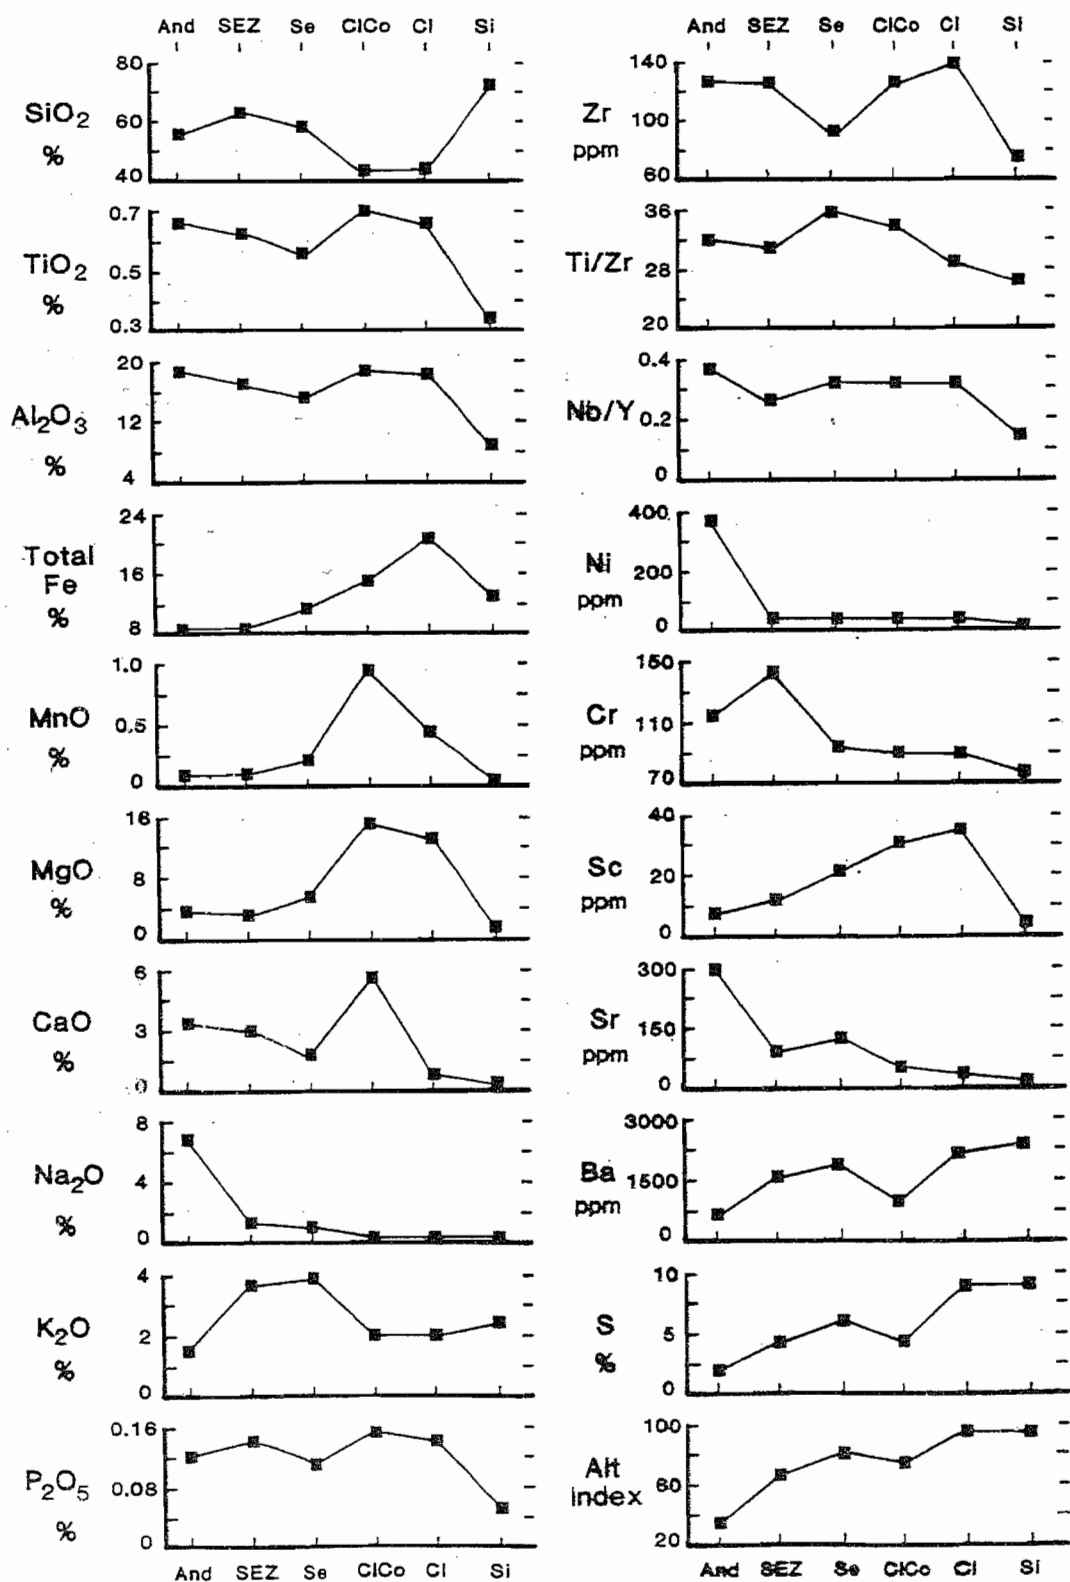 And SEZ Se ClCo Cl Si
80
SiO2
60
%
40
0.7
TiO2
0.5
%
0.3
20
Al2O3
12
%
4
24
Total
Fe
16
%
8
1.0
MnO
0.5
%
0
16
MgO
8
%
0
6
CaO
3
%
0
8
Na2O
4
%
0
4
K2O
2
%
0
0.16
P2O5
0.08
%
0
And SEZ Se ClCo Cl Si
And SEZ Se ClCo Cl Si
140
Zr
100
ppm
60
36
Ti/Zr
28
20
0.4
Nb/Y
0.2
0
400
Ni
200
ppm
0
150
Cr
110
ppm
70
40
Sc
20
ppm
0
300
Sr
150
ppm
0
3000
Ba
1500
ppm
0
10
S
5
%
0
100
Alt
60
index
20
And SEZ Se ClCo Cl Si